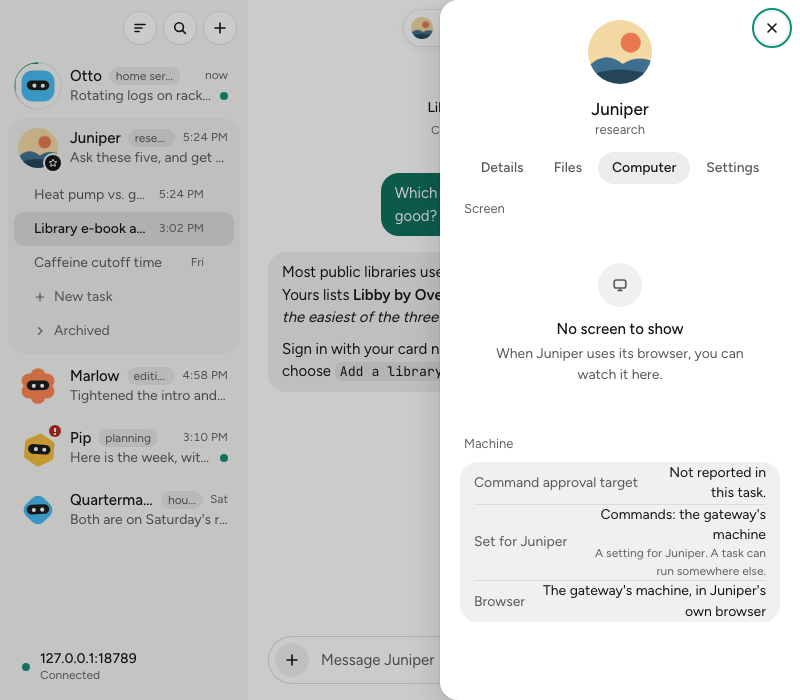 Otto home ser... now
Rotating logs on rack...
Juniper rese... 5:24 PM
Ask these five, and get ...
Heat pump vs. g... 5:24 PM
Library e-book a... 3:02 PM
Caffeine cutoff time Fri
New task
Archived
Marlow editi... 4:58 PM
Tightened the intro and...
Pip planning 3:10 PM
Here is the week, wit...
Quarterma... hou... Sat
Both are on Saturday's r...
127.0.0.1:18789
Connected
Which
good?
Most public libraries use
Yours lists Libby by Ove
the easiest of the three
Sign in with your card n
choose Add a library
Message Juniper
Juniper
research
Details Files Computer Settings
Screen
No screen to show
When Juniper uses its browser, you can
watch it here.
Machine
Command approval target Not reported in
this task.
Set for Juniper Commands: the gateway's
machine
A setting for Juniper. A task can
run somewhere else.
Browser The gateway's machine, in Juniper's
own browser